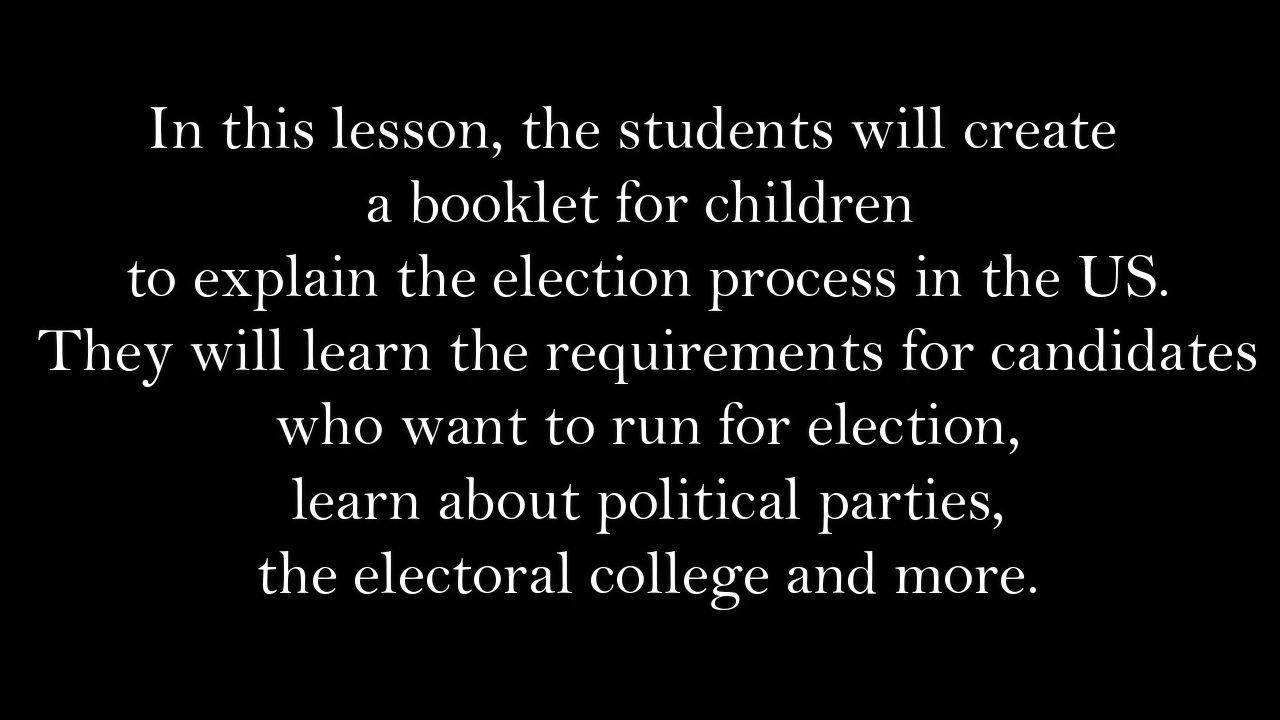 In this lesson, the students will create
a booklet for children
to explain the election process in the US.
They will learn the requirements for candidates
who want to run for election,
learn about political parties,
the electoral college and more.